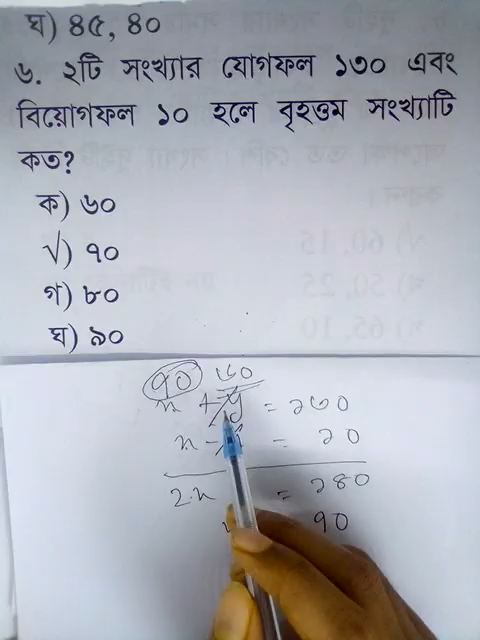 ঘ) ৪৫, ৪০
৬. ২টি সংখ্যার যোগফল ১৩০ এবং
বিয়োগফল ১০ হলে বৃহত্তম সংখ্যাটি
কত?
ক) ৬০
√) ৭০
গ) ৮০
ঘ) ৯০
৭০ ৬০
x + y = ১৩০
x - y = ১০
2x = ১৪০
৭০